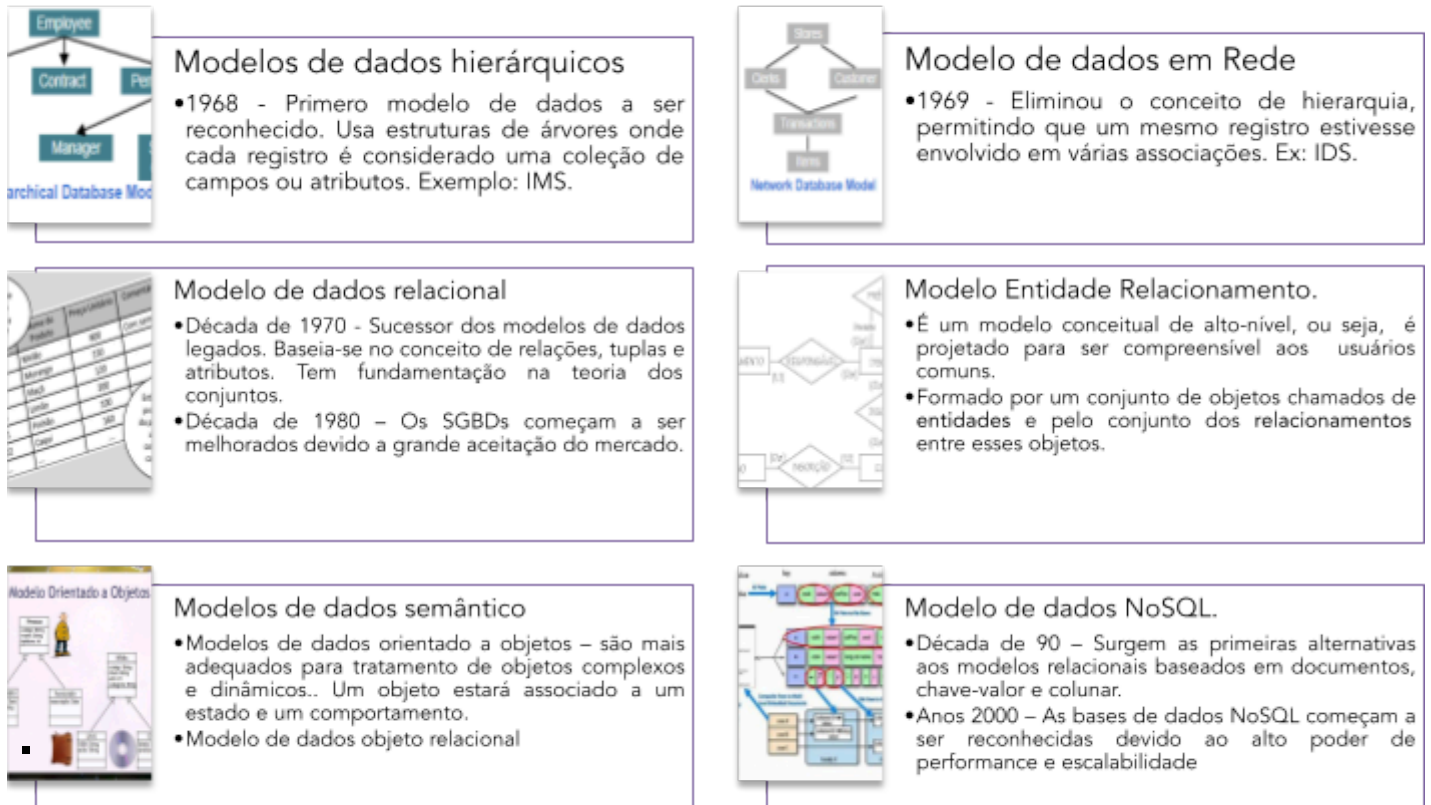 Employee
Contract
Manager
Modelos de dados hierárquicos
•1968 - Primero modelo de dados a ser
reconhecido. Usa estruturas de árvores onde
cada registro é considerado uma coleção de
campos ou atributos. Exemplo: IMS.
Stores
Customer
Transactions
Items
Network Database Model
Modelo de dados em Rede
•1969 - Eliminou o conceito de hierarquia,
permitindo que um mesmo registro estivesse
envolvido em várias associações. Ex: IDS.
Modelo de dados relacional
•Década de 1970 - Sucessor dos modelos de dados
legados. Baseia-se no conceito de relações, tuplas e
atributos. Tem fundamentação na teoria dos
conjuntos.
•Década de 1980 – Os SGBDs começam a ser
melhorados devido a grande aceitação do mercado.
Modelo Entidade Relacionamento.
•É um modelo conceitual de alto-nível, ou seja, é
projetado para ser compreensível aos usuários
comuns.
•Formado por um conjunto de objetos chamados de
entidades e pelo conjunto dos relacionamentos
entre esses objetos.
Modelo Orientado a Objetos
Modelos de dados semântico
•Modelos de dados orientado a objetos – são mais
adequados para tratamento de objetos complexos
e dinâmicos.. Um objeto estará associado a um
estado e um comportamento.
•Modelo de dados objeto relacional
Modelo de dados NoSQL.
•Década de 90 – Surgem as primeiras alternativas
aos modelos relacionais baseados em documentos,
chave-valor e colunar.
•Anos 2000 – As bases de dados NoSQL começam a
ser reconhecidas devido ao alto poder de
performance e escalabilidade